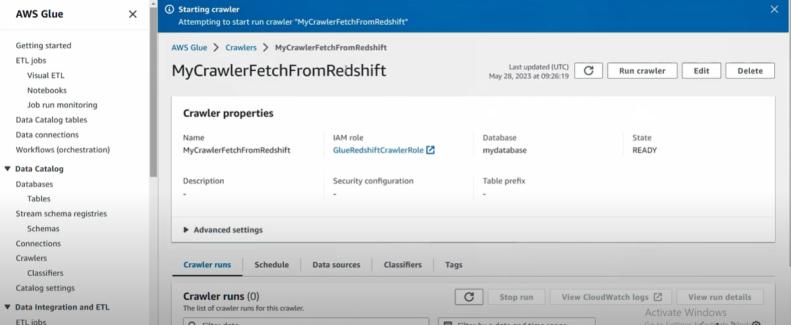 AWS Glue
Getting started
ETL jobs
Visual ETL
Notebooks
Job run monitoring
Data Catalog tables
Data connections
Workflows (orchestration)
Data Catalog
Databases
Tables
Stream schema registries
Schemas
Connections
Crawlers
Classifiers
Catalog settings
Data Integration and ETL
ETL jobs
Starting crawler
Attempting to start run crawler "MyCrawlerFetchFromRedshift"
AWS Glue > Crawlers > MyCrawlerFetchFromRedshift
MyCrawlerFetchFromRedshift
Last updated (UTC)
May 28, 2023 at 09:26:19
Run crawler Edit Delete
Crawler properties
Name IAM role Database State
MyCrawlerFetchFromRedshift GlueRedshiftCrawlerRole mydatabase READY
Description Security configuration Table prefix
- - -
Advanced settings
Crawler runs Schedule Data sources Classifiers Tags
Crawler runs (0) Stop run View CloudWatch logs View run details
The list of crawler runs for this crawler.
Activate Windows